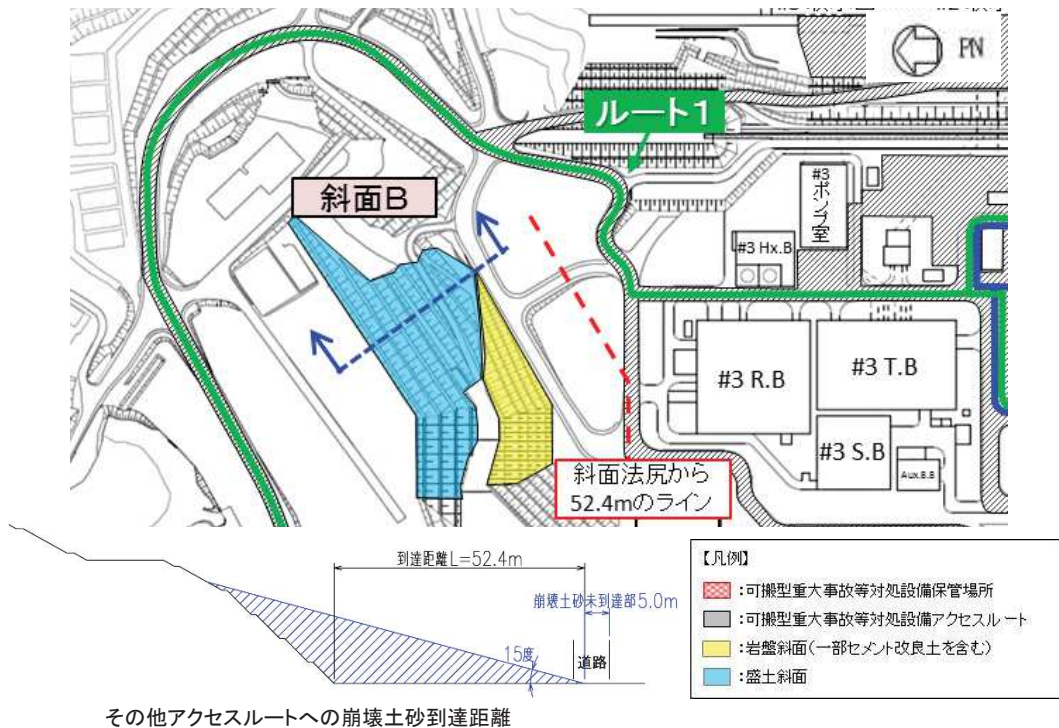 PN
ルート1
斜面B
#3
ポンプ室
#3 Hx.B
#3 R.B
#3 T.B
#3 S.B
Aux.B.B
斜面法尻から
52.4mのライン
到達距離L=52.4m
崩壊土砂未到達部5.0m
15度
道路
【凡例】
:可搬型重大事故等対処設備保管場所
:可搬型重大事故等対処設備アクセスルート
:岩盤斜面(一部セメント改良土を含む)
:盛土斜面
その他アクセスルートへの崩壊土砂到達距離